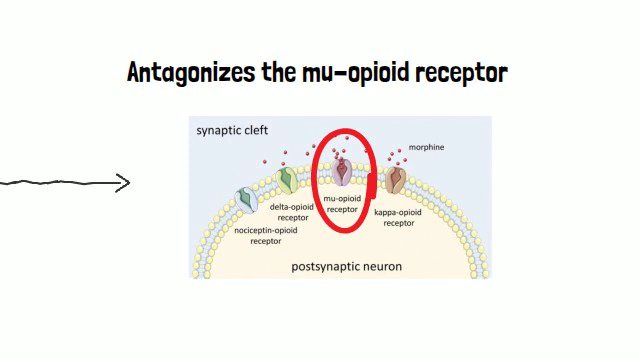 Antagonizes the mu-opioid receptor
synaptic cleft
morphine
mu-opioid
receptor
delta-opioid
receptor
kappa-opioid
receptor
nociceptin-opioid
receptor
postsynaptic neuron